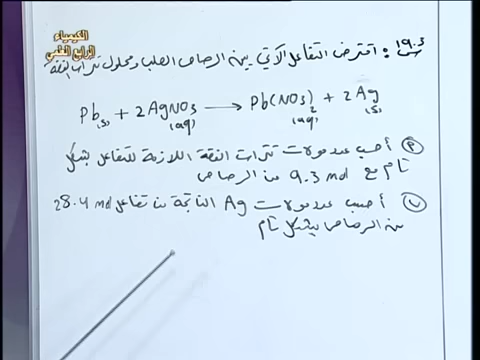 الكيمياء
الرابع العلمي
س 19.3 : افترض التفاعل الآتي بين الرصاص الصلب ومحلول نترات الفضة
Pb(s) + 2AgNO3(aq) → Pb(NO3)2(aq) + 2Ag(s)
(P) أحسب عدد مولات نترات الفضة اللازمة للتفاعل بشكل
تام مع 9.3 mol من الرصاص
(ب) أحسب عدد مولات Ag الناتجة من تفاعل 28.4 mol
من الرصاص بشكل تام